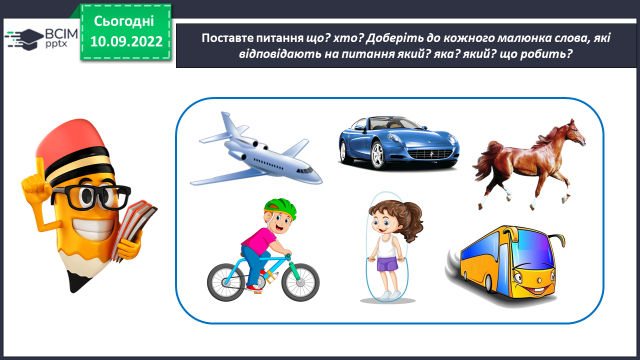 ВСІМ
pptx
Сьогодні
10.09.2022
Поставте питання що? хто? Доберіть до кожного малюнка слова, які
відповідають на питання який? яка? який? що робить?